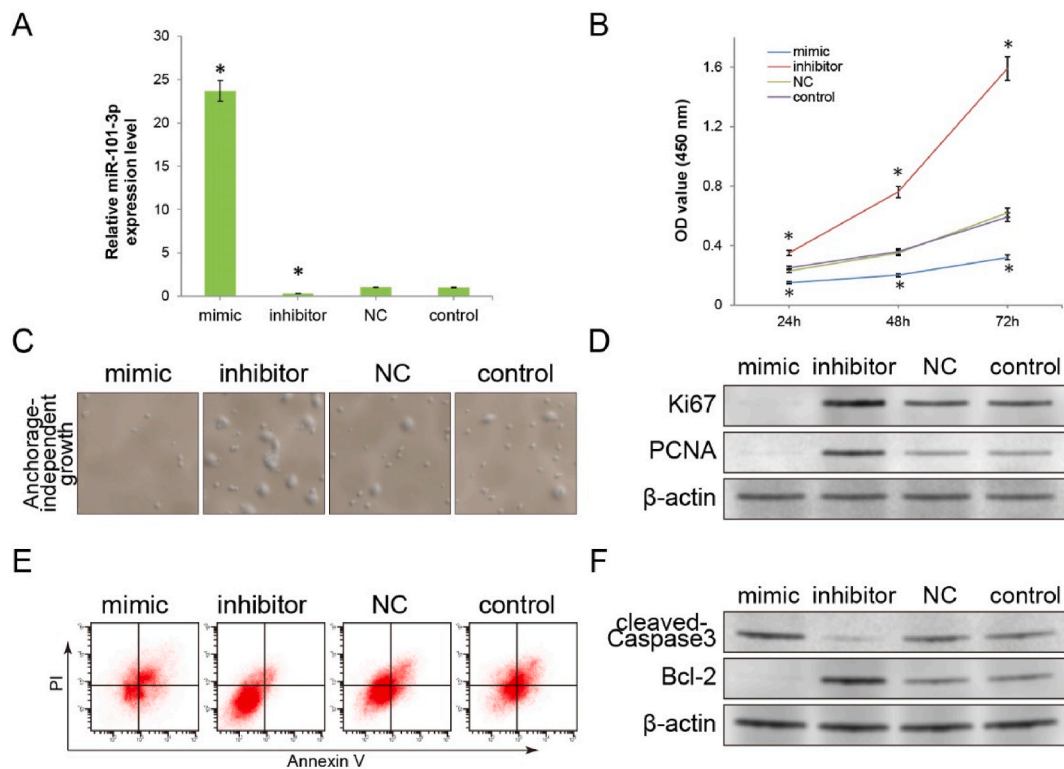 A
Relative miR-101-3p
expression level
30
25
20
15
10
5
0
*
*
mimic inhibitor NC control
B
OD value (450 nm)
1.6
1.2
0.8
0.4
0
mimic
inhibitor
NC
control
*
*
*
*
*
*
24h 48h 72h
C
mimic inhibitor NC control
Anchorage-
independent
growth
D
mimic inhibitor NC control
Ki67
PCNA
β-actin
E
mimic inhibitor NC control
PI
Annexin V
F
mimic inhibitor NC control
cleaved-
Caspase3
Bcl-2
β-actin